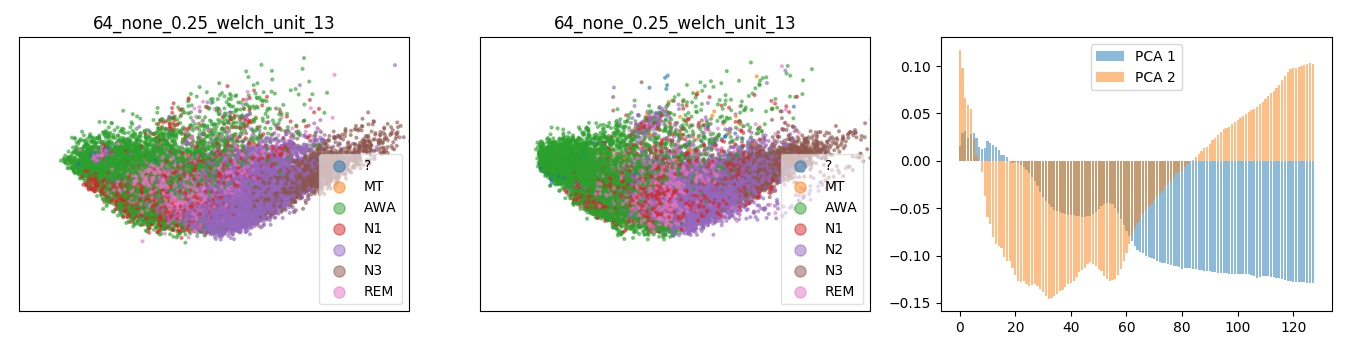 64_none_0.25_welch_unit_13
?
MT
AWA
N1
N2
N3
REM
64_none_0.25_welch_unit_13
?
MT
AWA
N1
N2
N3
REM
PCA 1
PCA 2
0.10
0.05
0.00
−0.05
−0.10
−0.15
0 20 40 60 80 100 120